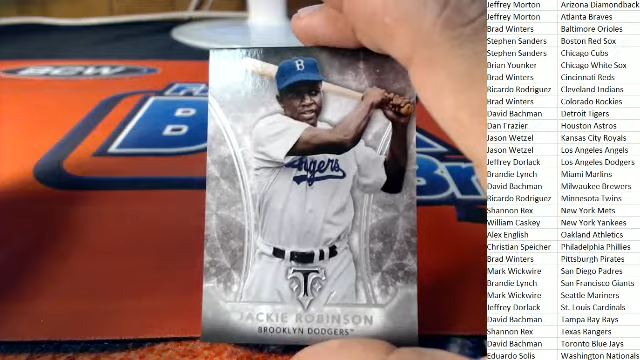 BCW
B
Dodgers
T
JACKIE ROBINSON
BROOKLYN DODGERS™
Jeffrey Morton Arizona Diamondback
Jeffrey Morton Atlanta Braves
Brad Winters Baltimore Orioles
Stephen Sanders Boston Red Sox
Stephen Sanders Chicago Cubs
Brian Younker Chicago White Sox
Brad Winters Cincinnati Reds
Ricardo Rodriguez Cleveland Indians
Brad Winters Colorado Rockies
David Bachman Detroit Tigers
Dan Frazier Houston Astros
Jason Wetzel Kansas City Royals
Jason Wetzel Los Angeles Angels
Jeffrey Dorlack Los Angeles Dodgers
Brandie Lynch Miami Marlins
David Bachman Milwaukee Brewers
Ricardo Rodriguez Minnesota Twins
Shannon Rex New York Mets
William Caskey New York Yankees
Alex English Oakland Athletics
Christian Speicher Philadelphia Phillies
Brad Winters Pittsburgh Pirates
Mark Wickwire San Diego Padres
Brandie Lynch San Francisco Giants
Mark Wickwire Seattle Mariners
Jeffrey Dorlack St. Louis Cardinals
David Bachman Tampa Bay Rays
Shannon Rex Texas Rangers
David Bachman Toronto Blue Jays
Eduardo Solis Washington Nationals